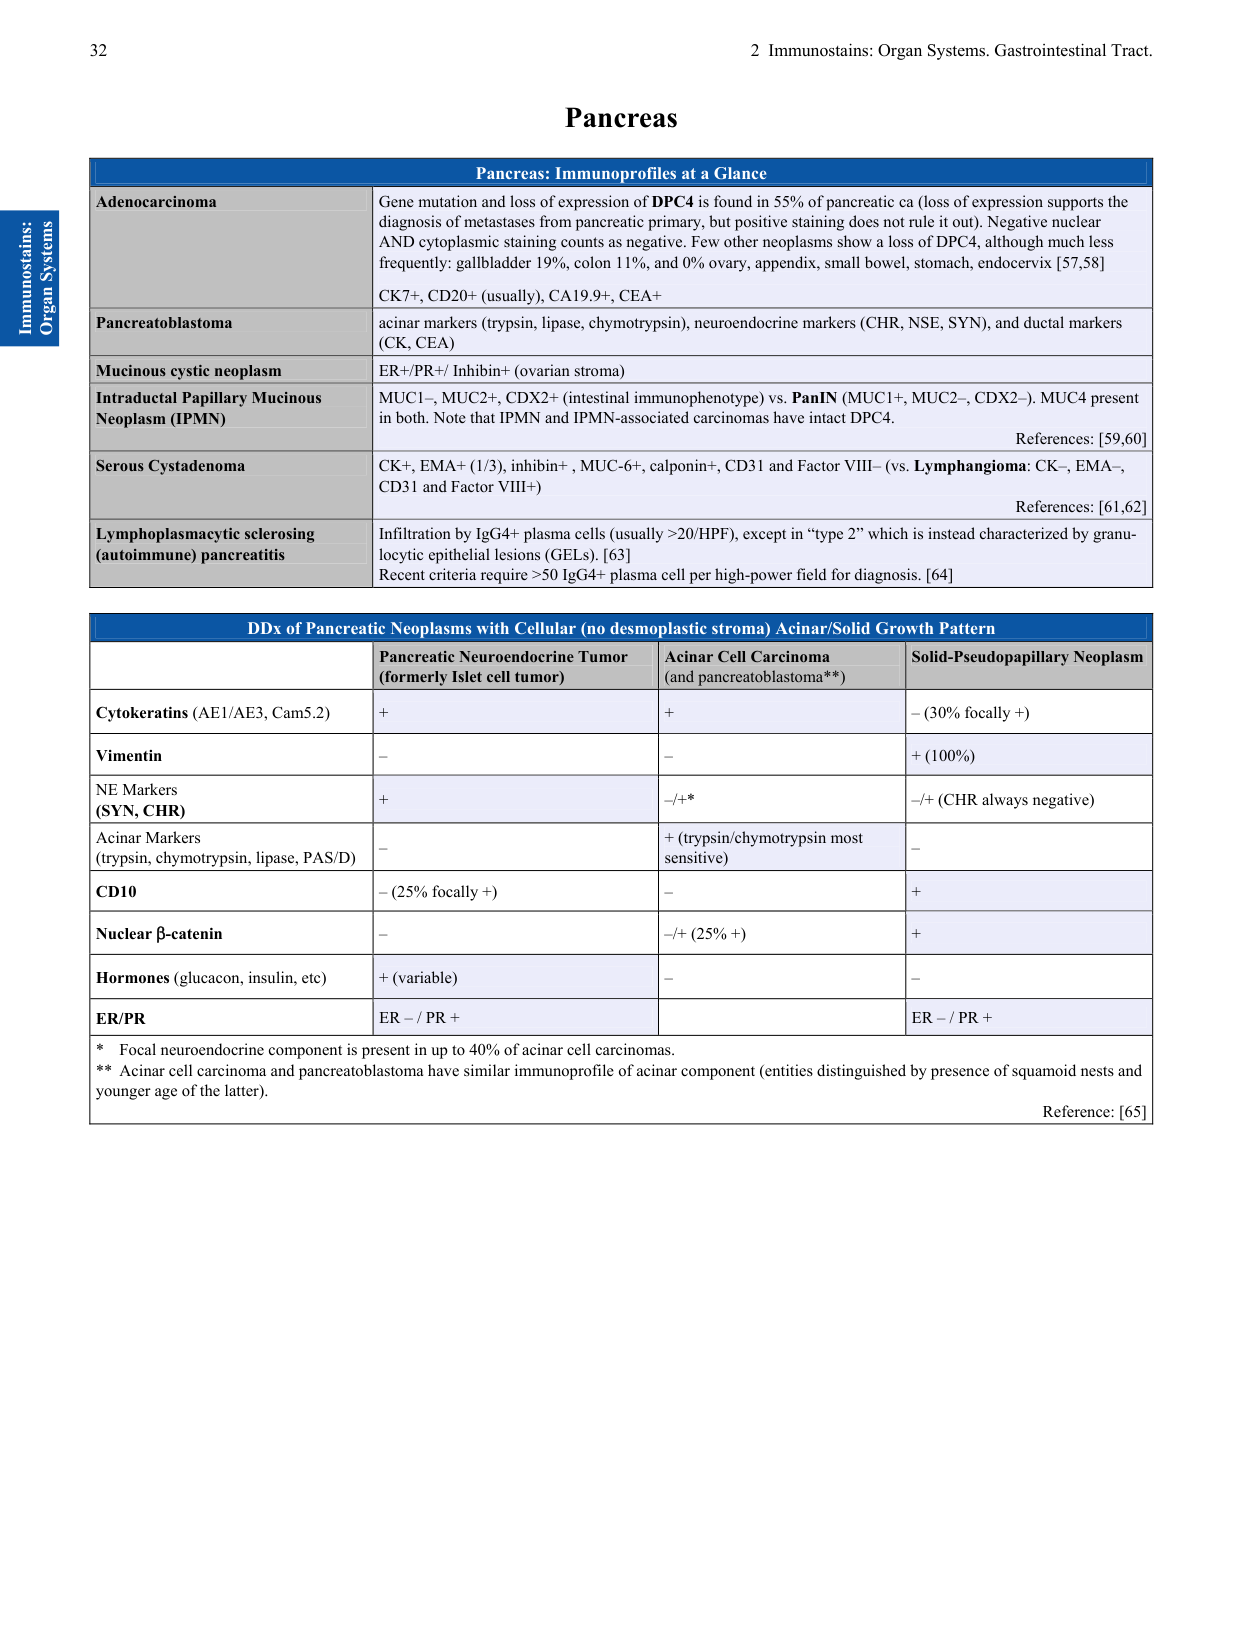 32
2 Immunostains: Organ Systems. Gastrointestinal Tract.
Immunostains:
Organ Systems
Pancreas
Pancreas: Immunoprofiles at a Glance
Adenocarcinoma
Gene mutation and loss of expression of DPC4 is found in 55% of pancreatic ca (loss of expression supports the
diagnosis of metastases from pancreatic primary, but positive staining does not rule it out). Negative nuclear
AND cytoplasmic staining counts as negative. Few other neoplasms show a loss of DPC4, although much less
frequently: gallbladder 19%, colon 11%, and 0% ovary, appendix, small bowel, stomach, endocervix [57,58]
CK7+, CD20+ (usually), CA19.9+, CEA+
Pancreatoblastoma
acinar markers (trypsin, lipase, chymotrypsin), neuroendocrine markers (CHR, NSE, SYN), and ductal markers
(CK, CEA)
Mucinous cystic neoplasm
ER+/PR+/ Inhibin+ (ovarian stroma)
Intraductal Papillary Mucinous
Neoplasm (IPMN)
MUC1–, MUC2+, CDX2+ (intestinal immunophenotype) vs. PanIN (MUC1+, MUC2–, CDX2–). MUC4 present
in both. Note that IPMN and IPMN-associated carcinomas have intact DPC4.
References: [59,60]
Serous Cystadenoma
CK+, EMA+ (1/3), inhibin+ , MUC-6+, calponin+, CD31 and Factor VIII– (vs. Lymphangioma: CK–, EMA–,
CD31 and Factor VIII+)
References: [61,62]
Lymphoplasmacytic sclerosing
(autoimmune) pancreatitis
Infiltration by IgG4+ plasma cells (usually >20/HPF), except in “type 2” which is instead characterized by granu-
locytic epithelial lesions (GELs). [63]
Recent criteria require >50 IgG4+ plasma cell per high-power field for diagnosis. [64]
DDx of Pancreatic Neoplasms with Cellular (no desmoplastic stroma) Acinar/Solid Growth Pattern
Pancreatic Neuroendocrine Tumor
(formerly Islet cell tumor)
Acinar Cell Carcinoma
(and pancreatoblastoma**)
Solid-Pseudopapillary Neoplasm
Cytokeratins (AE1/AE3, Cam5.2)
+
+
– (30% focally +)
Vimentin
–
–
+ (100%)
NE Markers
(SYN, CHR)
+
–/+*
–/+ (CHR always negative)
Acinar Markers
(trypsin, chymotrypsin, lipase, PAS/D)
–
+ (trypsin/chymotrypsin most
sensitive)
–
CD10
– (25% focally +)
–
+
Nuclear β-catenin
–
–/+ (25% +)
+
Hormones (glucacon, insulin, etc)
+ (variable)
–
–
ER/PR
ER – / PR +
ER – / PR +
* Focal neuroendocrine component is present in up to 40% of acinar cell carcinomas.
** Acinar cell carcinoma and pancreatoblastoma have similar immunoprofile of acinar component (entities distinguished by presence of squamoid nests and
younger age of the latter).
Reference: [65]